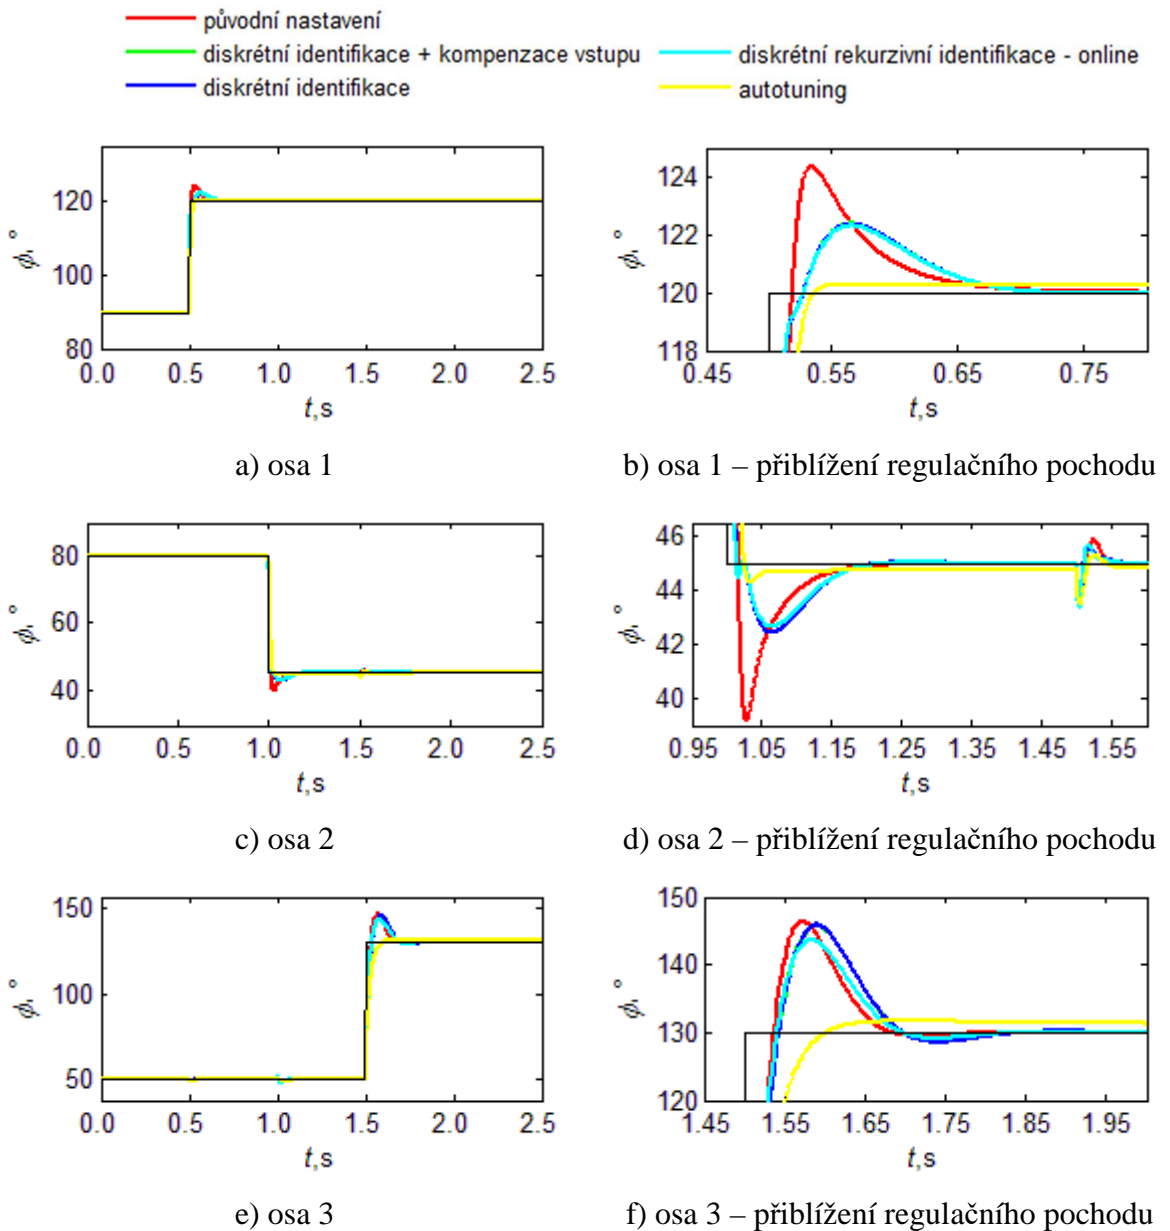 původní nastavení
diskrétní identifikace + kompenzace vstupu
diskrétní rekurzivní identifikace - online
diskrétní identifikace
autotuning
120
100
80
ϕ,°
0.0 0.5 1.0 1.5 2.0 2.5
t,s
a) osa 1
124
122
120
118
ϕ,°
0.45 0.55 0.65 0.75
t,s
b) osa 1 – přiblížení regulačního pochodu
80
60
40
ϕ,°
0.0 0.5 1.0 1.5 2.0 2.5
t,s
c) osa 2
46
44
42
40
ϕ,°
0.95 1.05 1.15 1.25 1.35 1.45 1.55
t,s
d) osa 2 – přiblížení regulačního pochodu
150
100
50
ϕ,°
0.0 0.5 1.0 1.5 2.0 2.5
t,s
e) osa 3
150
140
130
120
ϕ,°
1.45 1.55 1.65 1.75 1.85 1.95
t,s
f) osa 3 – přiblížení regulačního pochodu